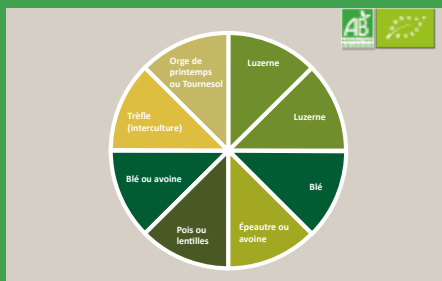 AB
Orge de
printemps
ou Tournesol
Luzerne
Luzerne
Blé
Épeautre ou
avoine
Pois ou
lentilles
Blé ou avoine
Trèfle
(interculture)